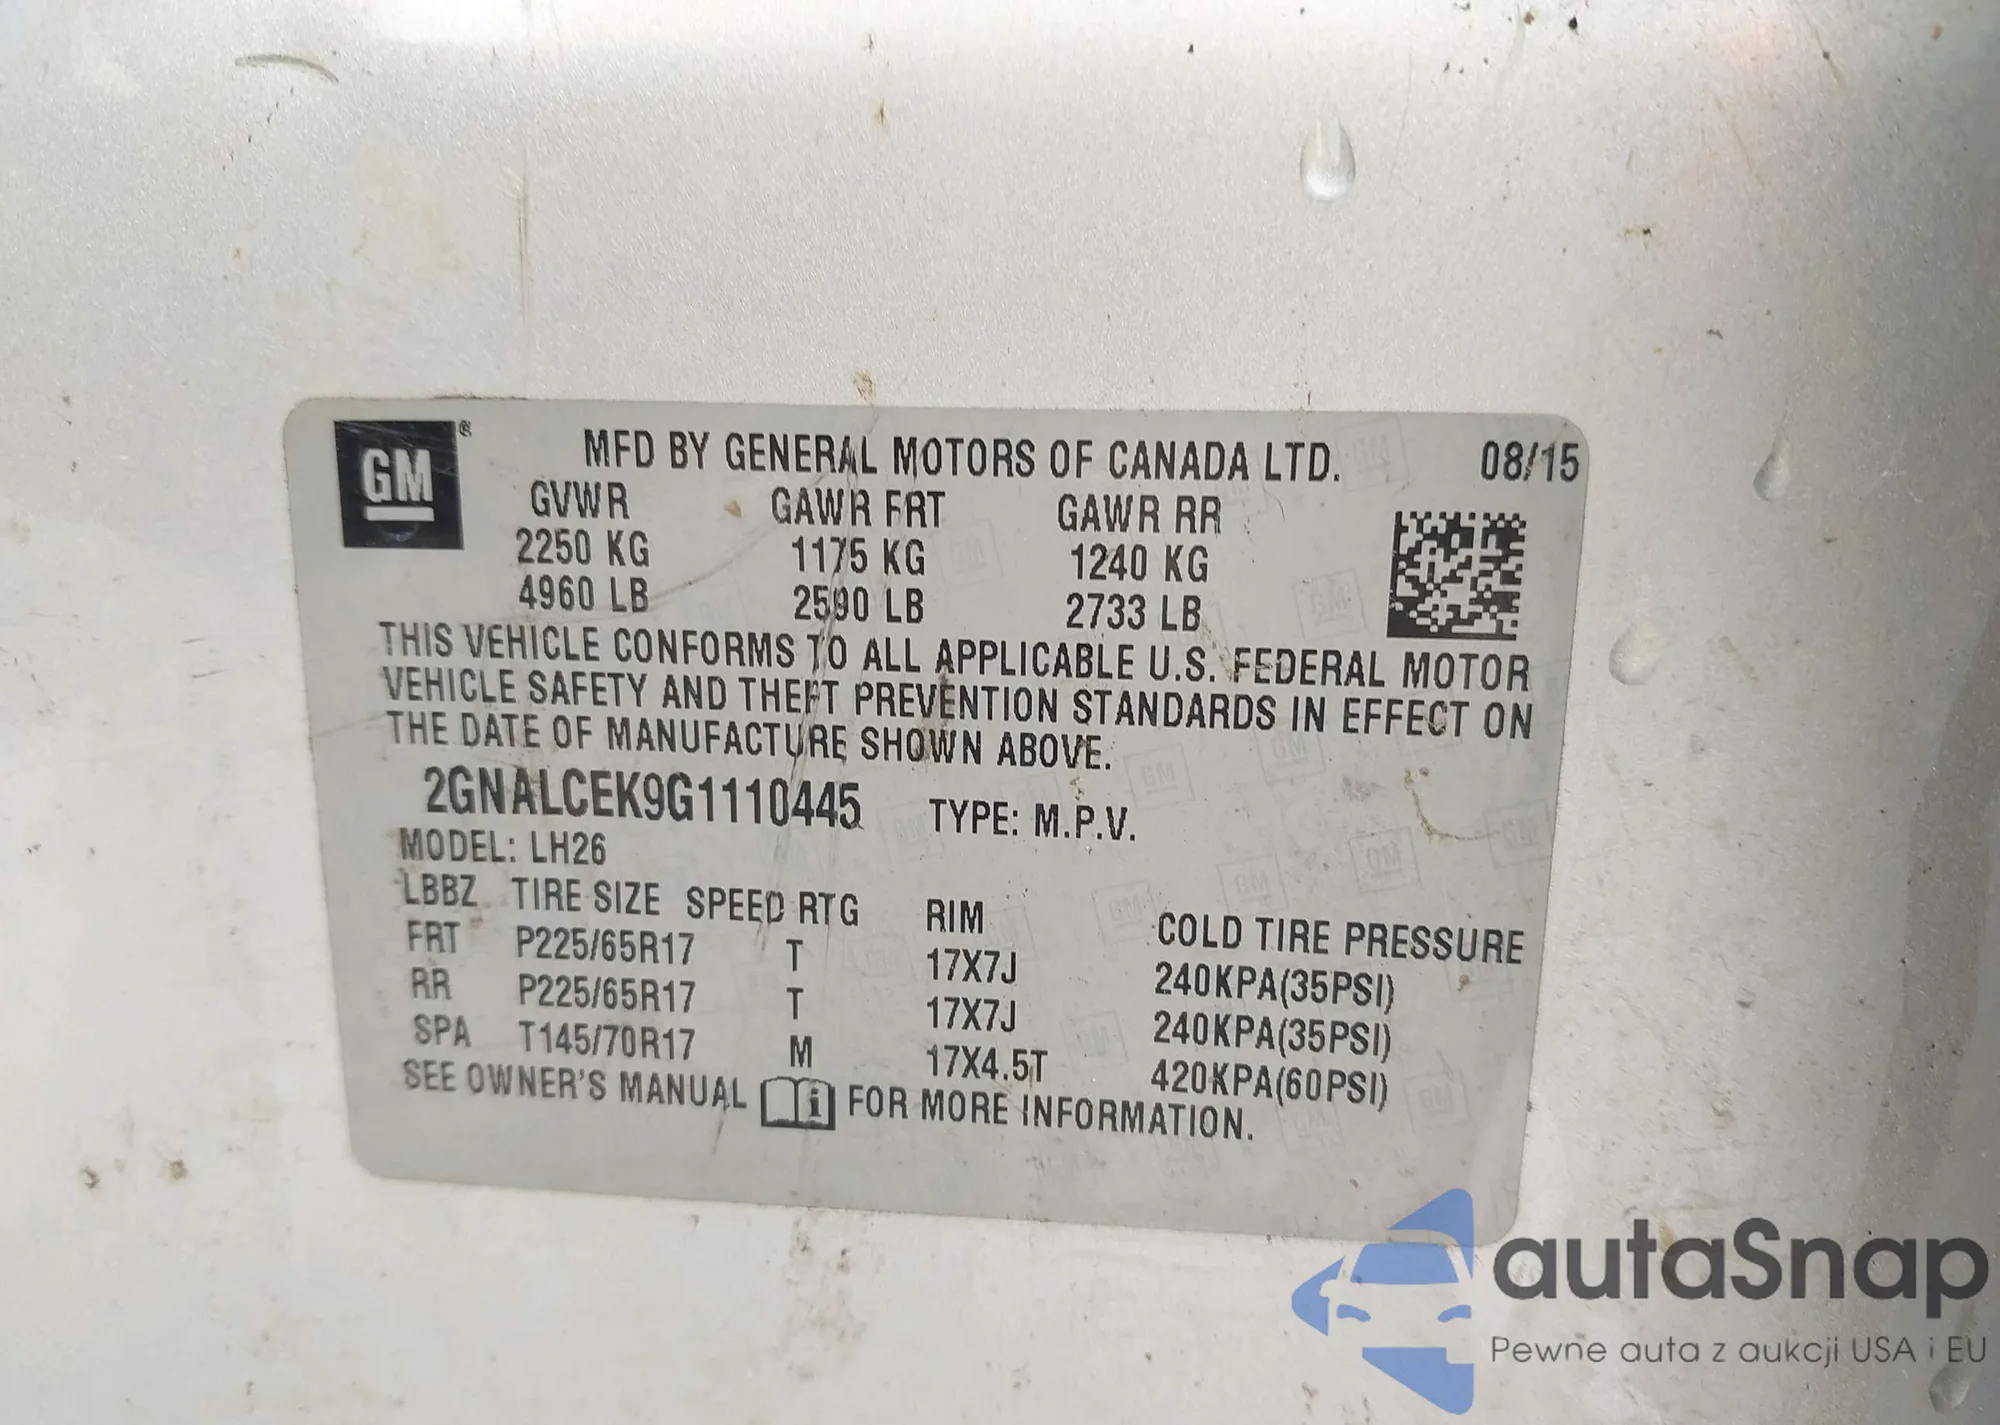 GM ®
MFD BY GENERAL MOTORS OF CANADA LTD. 08/15
GVWR GAWR FRT GAWR RR
2250 KG 1175 KG 1240 KG
4960 LB 2590 LB 2733 LB
THIS VEHICLE CONFORMS TO ALL APPLICABLE U.S. FEDERAL MOTOR
VEHICLE SAFETY AND THEFT PREVENTION STANDARDS IN EFFECT ON
THE DATE OF MANUFACTURE SHOWN ABOVE.
2GNALCEK9G1110445 TYPE: M.P.V.
MODEL: LH26
LBBZ TIRE SIZE SPEED RTG RIM COLD TIRE PRESSURE
FRT P225/65R17 T 17X7J 240KPA(35PSI)
RR P225/65R17 T 17X7J 240KPA(35PSI)
SPA T145/70R17 M 17X4.5T 420KPA(60PSI)
SEE OWNER'S MANUAL i FOR MORE INFORMATION.
autaSnap
Pewne auta z aukcji USA i EU